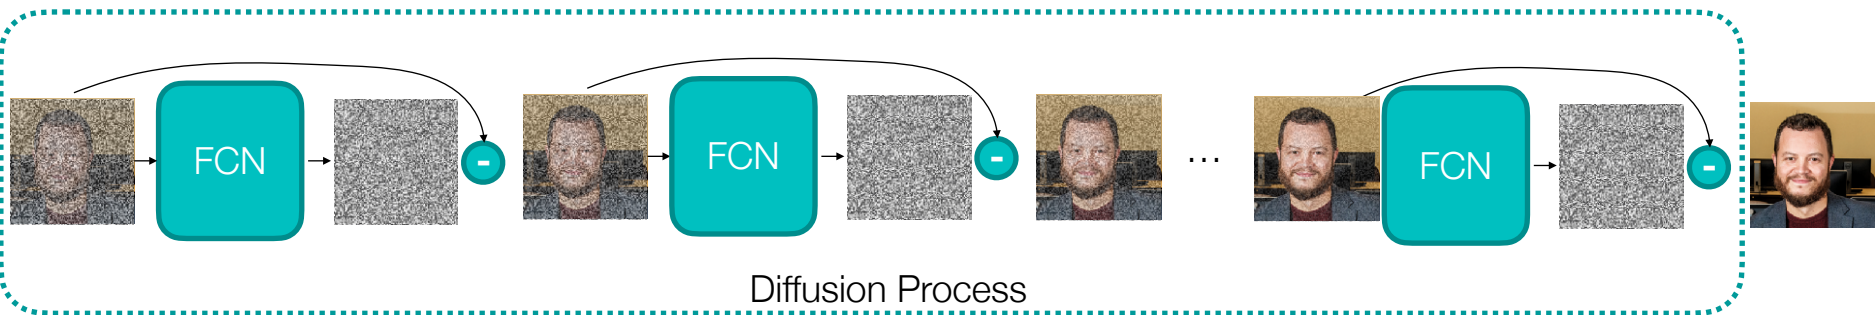 FCN
-
FCN
-
...
FCN
-
Diffusion Process